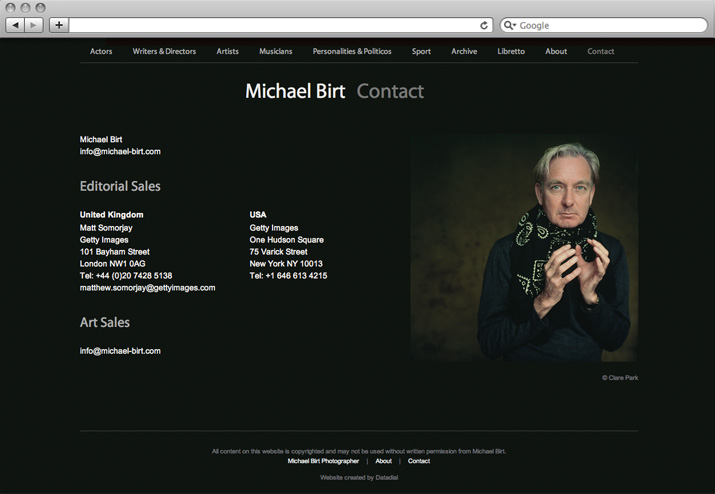 Google
Actors Writers & Directors Artists Musicians Personalities & Politicos Sport Archive Libretto About Contact
Michael Birt Contact
Michael Birt
info@michael-birt.com
Editorial Sales
United Kingdom
Matt Somorjay
Getty Images
101 Bayham Street
London NW1 0AG
Tel: +44 (0)20 7428 5138
matthew.somorjay@gettyimages.com
USA
Getty Images
One Hudson Square
75 Varick Street
New York NY 10013
Tel: +1 646 613 4215
Art Sales
info@michael-birt.com
© Clare Park
All content on this website is copyrighted and may not be used without written permission from Michael Birt.
Michael Birt Photographer | About | Contact
Website created by Datadial